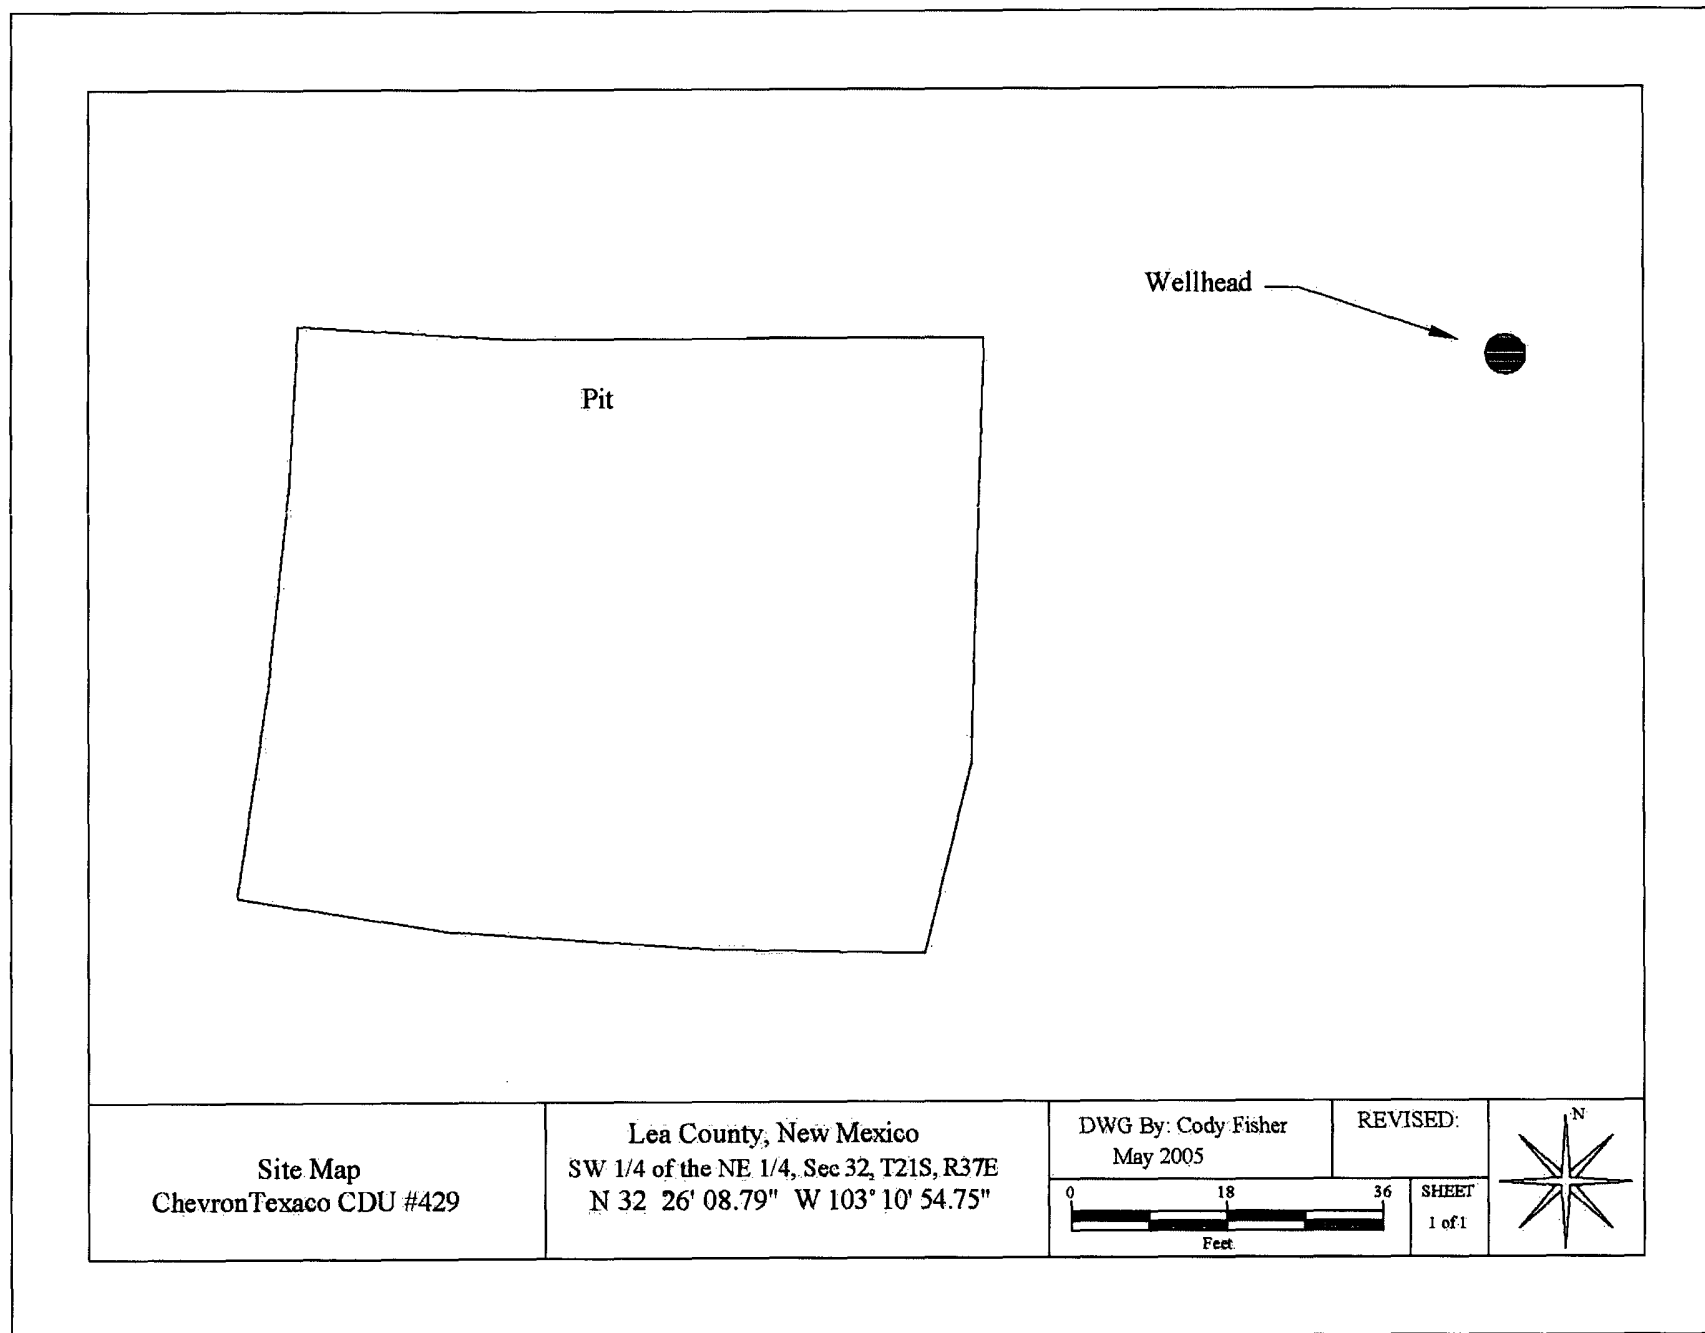 Wellhead
Pit
Site Map
ChevronTexaco CDU #429
Lea County, New Mexico
SW 1/4 of the NE 1/4, Sec 32, T21S, R37E
N 32 26' 08.79" W 103° 10' 54.75"
DWG By: Cody Fisher
May 2005
REVISED:
0 18 36
Feet
SHEET
1 of 1
N